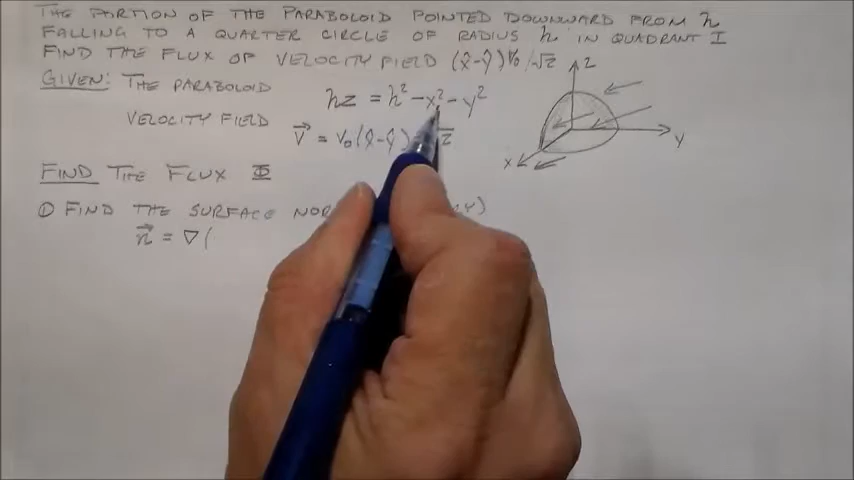 THE PORTION OF THE PARABOLOID POINTED DOWNWARD FROM h
FALLING TO A QUARTER CIRCLE OF RADIUS h IN QUADRANT I
FIND THE FLUX OF VELOCITY FIELD (x̂-ŷ) V₀/√z
GIVEN: THE PARABOLOID hz = h² - x² - y²
VELOCITY FIELD V⃗ = V₀(x̂-ŷ) z
FIND THE FLUX Φ
① FIND THE SURFACE
n⃗ = ∇(
z
y
x